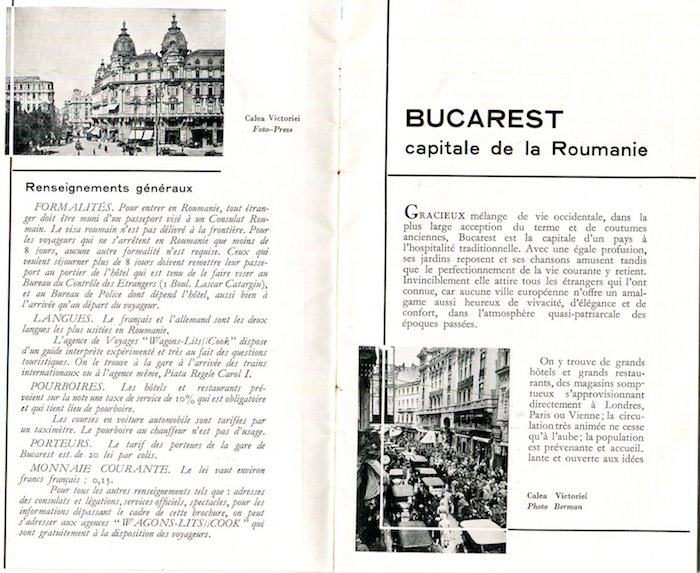 Calea Victoriei
Foto-Press
Renseignements généraux
FORMALITÉS. Pour entrer en Roumanie, tout étran-
ger doit être muni d'un passeport visé à un Consulat Rou-
main. Le visa roumain n'est pas délivré à la frontière. Pour
les voyageurs qui ne s'arrêtent en Roumanie que moins de
8 jours, aucune autre formalité n'est requise. Ceux qui
veulent séjourner plus de 8 jours doivent remettre leur passe-
port au portier de l'hôtel qui est tenu de le faire viser au
Bureau du Contrôle des Etrangers (1 Boul. Lascar Catargiu),
et au Bureau de Police dont dépend l'hôtel, aussi bien à
l'arrivée qu'au départ du voyageur.
LANGUES. Le français et l'allemand sont les deux
langues les plus usitées en Roumanie.
L'agence de Voyages "Wagons-Lits//Cook" dispose
d'un guide interprète expérimenté et très au fait des questions
touristiques. On le trouve à la gare à l'arrivée des trains
internationaux ou à l'agence même, Piata Regele Carol I.
POURBOIRES. Les hôtels et restaurants pré-
voient sur la note une taxe de service de 10% qui est obligatoire
et qui tient lieu de pourboire.
Les courses en voiture automobile sont tarifées par
un taximètre. Le pourboire au chauffeur n'est pas d'usage.
PORTEURS. Le tarif des porteurs de la gare de
Bucarest est de 20 lei par colis.
MONNAIE COURANTE. Le lei vaut environ
francs français : 0,15.
Pour tous les autres renseignements tels que : adresses
des consulats et légations, services officiels, spectacles, pour les
informations dépassant le cadre de cette brochure, on peut
s'adresser aux agences "WAGONS-LITS//COOK" qui
sont gratuitement à la disposition des voyageurs.
BUCAREST
capitale de la Roumanie
GRACIEUX mélange de vie occidentale, dans la
plus large acception du terme et de coutumes
anciennes, Bucarest est la capitale d'un pays à
l'hospitalité traditionnelle. Avec une égale profusion,
ses jardins reposent et ses chansons amusent tandis
que le perfectionnement de la vie courante y retient.
Invinciblement elle attire tous les étrangers qui l'ont
connue, car aucune ville européenne n'offre un amal-
game aussi heureux de vivacité, d'élégance et de
confort, dans l'atmosphère quasi-patriarcale des
époques passées.
On y trouve de grands
hôtels et grands restau-
rants, des magasins somp-
tueux s'approvisionnant
directement à Londres,
Paris ou Vienne; la circu-
lation très animée ne cesse
qu'à l'aube; la population
est prévenante et accueil.
lante et ouverte aux idées
Calea Victoriei
Photo Berman